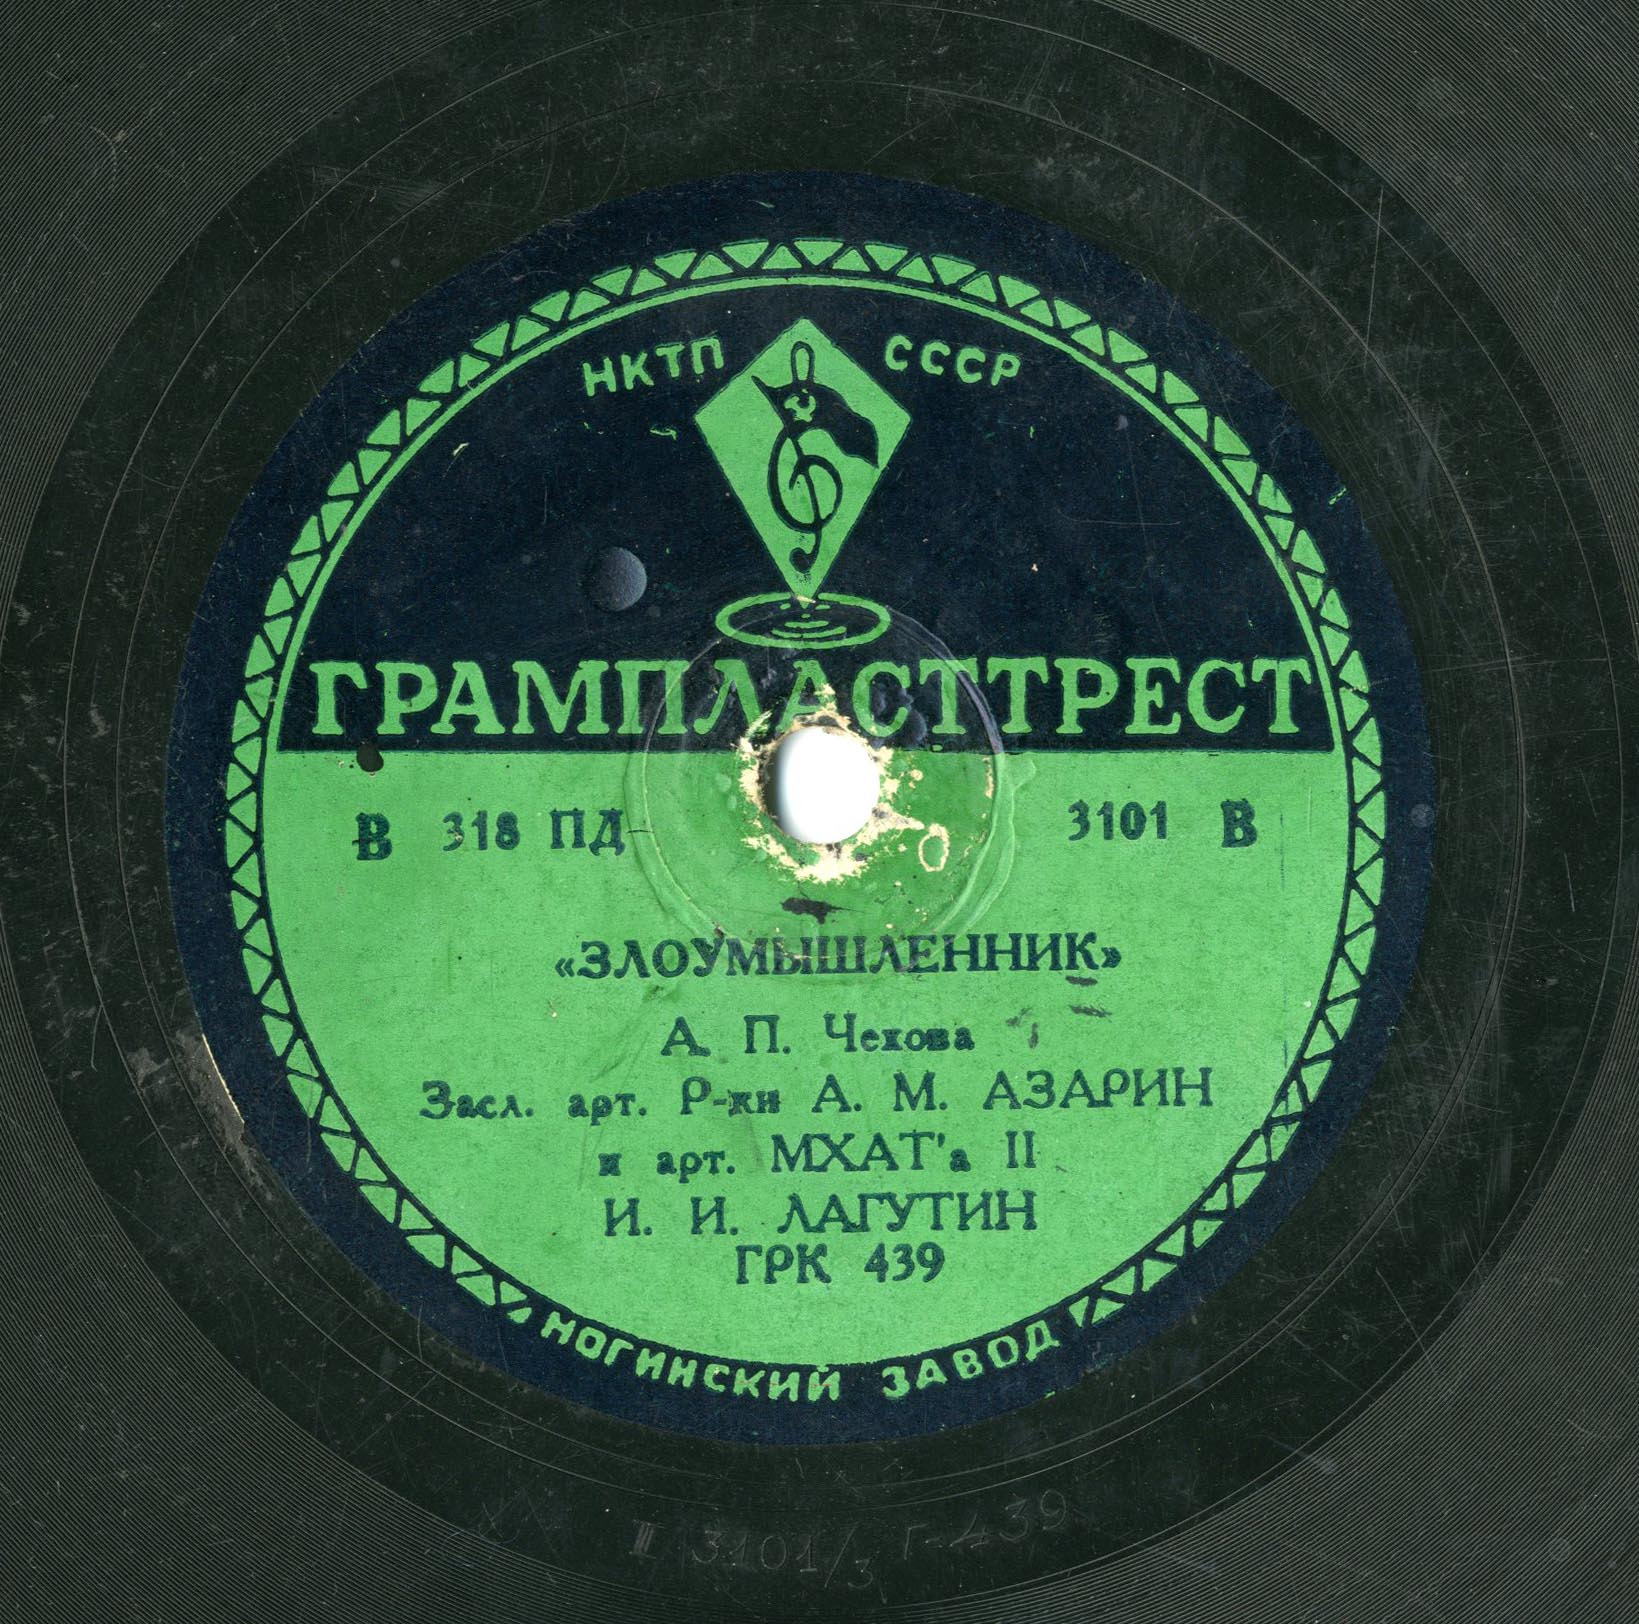 НКТП СССР
ГРАМПЛАСТТРЕСТ
В 318 ПД 3101 В
«ЗЛОУМЫШЛЕННИК»
А. П. Чехова
Засл. арт. Р-ки А. М. АЗАРИН
и арт. МХАТ'а II
И. И. ЛАГУТИН
ГРК 439
НОГИНСКИЙ ЗАВОД
II 3101/3 Г-439